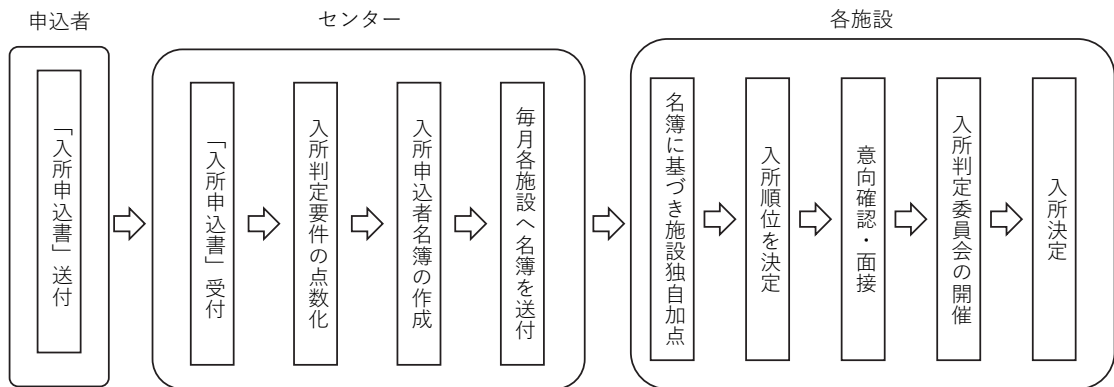 申込者
センター
各施設
「入所申込書」送付
「入所申込書」受付
入所判定要件の点数化
入所申込者名簿の作成
毎月各施設へ名簿を送付
名簿に基づき施設独自加点
入所順位を決定
意向確認・面接
入所判定委員会の開催
入所決定